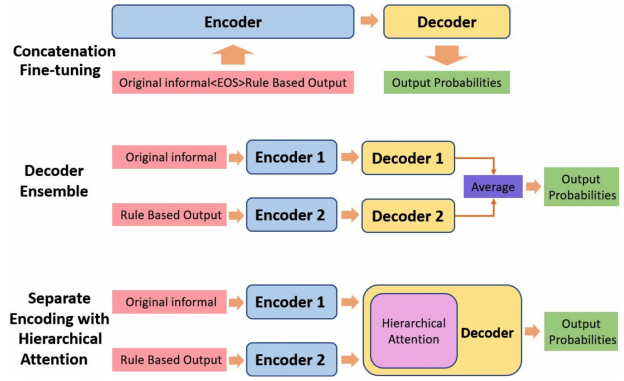 Concatenation
Fine-tuning
Encoder
Decoder
Original informal<EOS>Rule Based Output
Output Probabilities
Decoder
Ensemble
Original informal
Encoder 1
Decoder 1
Rule Based Output
Encoder 2
Decoder 2
Average
Output
Probabilities
Separate
Encoding with
Hierarchical
Attention
Original informal
Encoder 1
Rule Based Output
Encoder 2
Hierarchical
Attention
Decoder
Output
Probabilities